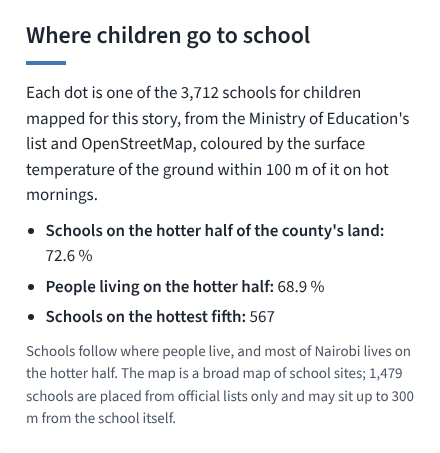 Where children go to school
Each dot is one of the 3,712 schools for children
mapped for this story, from the Ministry of Education's
list and OpenStreetMap, coloured by the surface
temperature of the ground within 100 m of it on hot
mornings.
• Schools on the hotter half of the county's land:
72.6 %
• People living on the hotter half: 68.9 %
• Schools on the hottest fifth: 567
Schools follow where people live, and most of Nairobi lives on
the hotter half. The map is a broad map of school sites; 1,479
schools are placed from official lists only and may sit up to 300
m from the school itself.